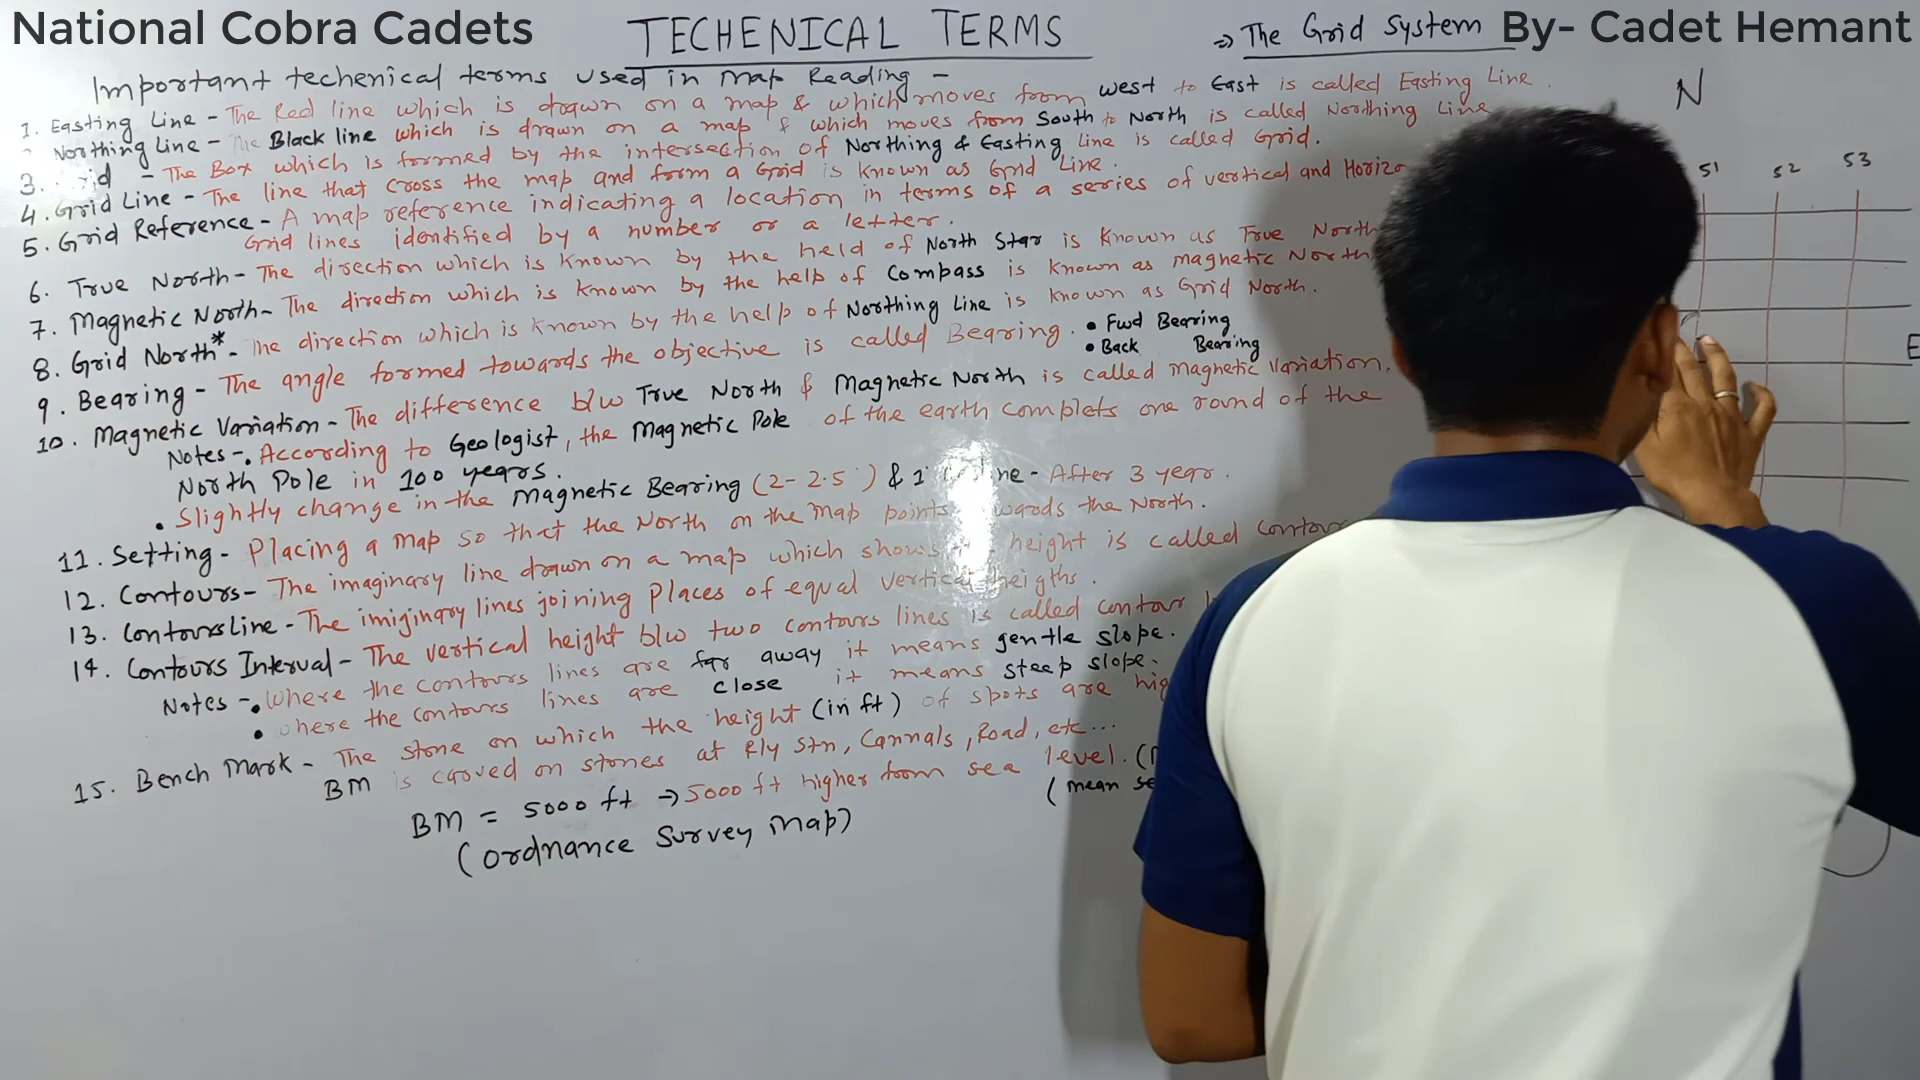 National Cobra Cadets
TECHENICAL TERMS
⇒ The Grid System
By- Cadet Hemant
Important techenical terms used in Map Reading -
1. Easting Line - The Red line which is drawn on a map & which moves from west to East is called Easting Line.
Northing Line - The Black line which is drawn on a map & which moves from South to North is called Northing Line
3. rid - The Box which is formed by the intersection of Northing & Easting Line is called Grid.
4. Grid Line - The line that cross the map and form a Grid is known as Grid Line.
5. Grid Reference - A map reference indicating a location in terms of a series of vertical and Horizo
Grid lines identified by a number or a letter.
6. True North - The direction which is known by the held of North Star is known as True North
7. Magnetic North - The direction which is known by the help of Compass is known as magnetic North
8. Grid North* - The direction which is known by the help of Northing Line is known as Grid North.
9. Bearing - The angle formed towards the objective is called Bearing. • Fwd Bearing
• Back Bearing
10. Magnetic Variation - The difference b/w True North & Magnetic North is called magnetic variation.
Notes - • According to Geologist, the Magnetic Pole of the earth complets one round of the
North Pole in 100 years.
• Slightly change in the Magnetic Bearing (2-2.5 ) & 1 ne - After 3 year.
11. Setting - Placing a map so that the North on the map points wards the North.
12. Contours - The imaginary line drawn on a map which shows height is called contour
13. Contours Line - The imiginary lines joining places of equal vertical heigths.
14. Contours Interval - The vertical height b/w two contours lines is called contour
Notes - • where the contours lines are far away it means gentle slope.
• where the contours lines are close it means steep slope.
15. Bench Mark - The stone on which the height (in ft) of spots are hig
BM is carved on stones at Rly Stn, Cannals, Road, etc...
BM = 5000 ft → 5000 ft higher from sea level. (
(mean se
(Ordnance Survey Map)
N
51 52 53
E